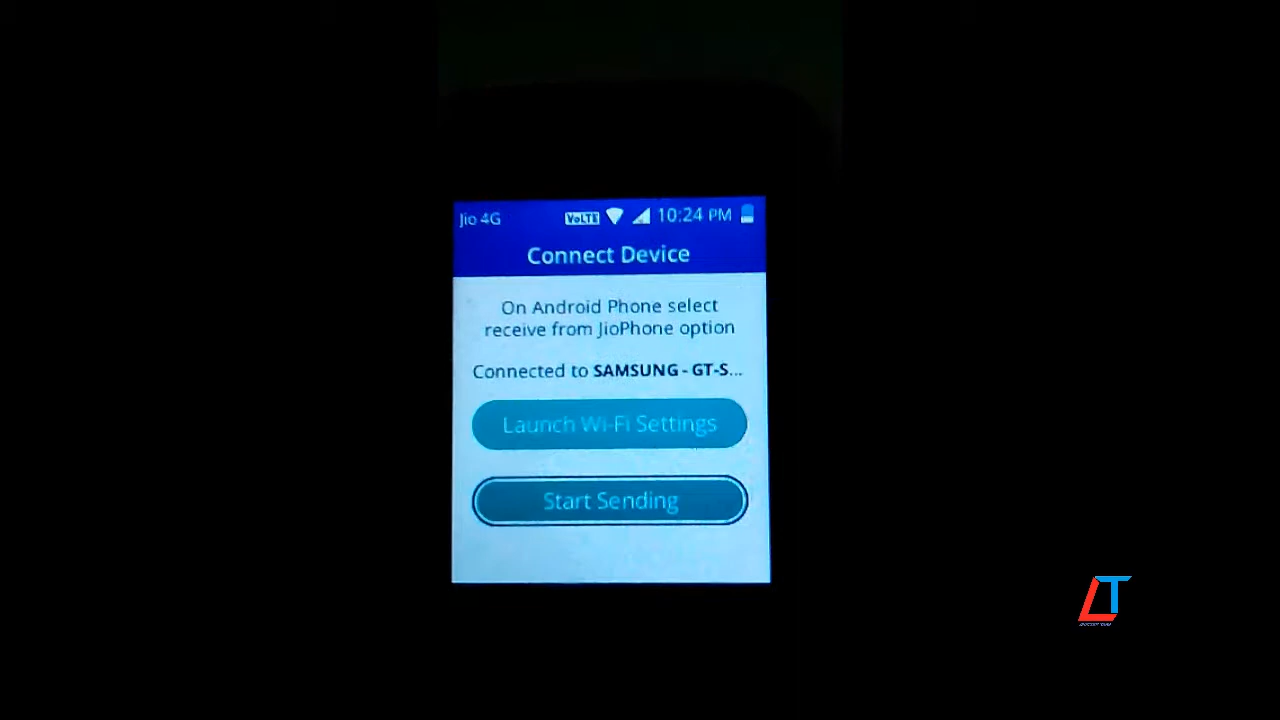 Jio 4G VoLTE 10:24 PM
Connect Device
On Android Phone select
receive from JioPhone option
Connected to SAMSUNG - GT-S...
Launch Wi-Fi Settings
Start Sending
LT